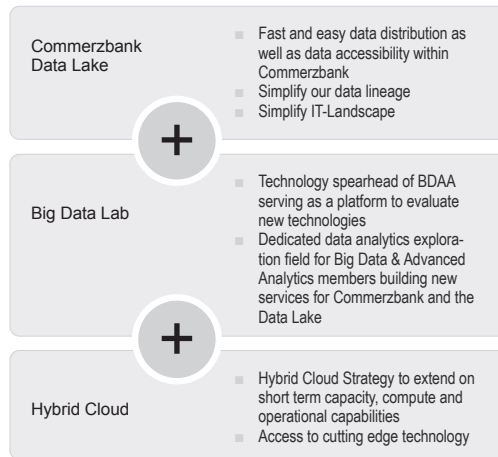 Commerzbank
Data Lake
Fast and easy data distribution as
well as data accessibility within
Commerzbank
Simplify our data lineage
Simplify IT-Landscape
+
Big Data Lab
Technology spearhead of BDAA
serving as a platform to evaluate
new technologies
Dedicated data analytics explora-
tion field for Big Data & Advanced
Analytics members building new
services for Commerzbank and the
Data Lake
+
Hybrid Cloud
Hybrid Cloud Strategy to extend on
short term capacity, compute and
operational capabilities
Access to cutting edge technology